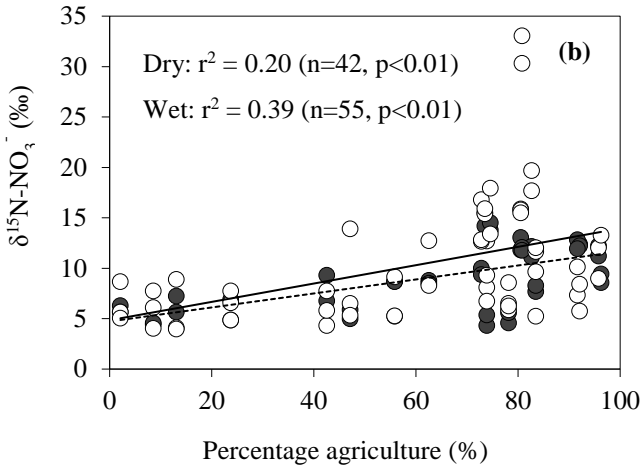 35
30
25
20
15
10
5
0
δ¹⁵N-NO₃⁻ (‰)
(b)
Dry: r² = 0.20 (n=42, p<0.01)
Wet: r² = 0.39 (n=55, p<0.01)
0 20 40 60 80 100
Percentage agriculture (%)